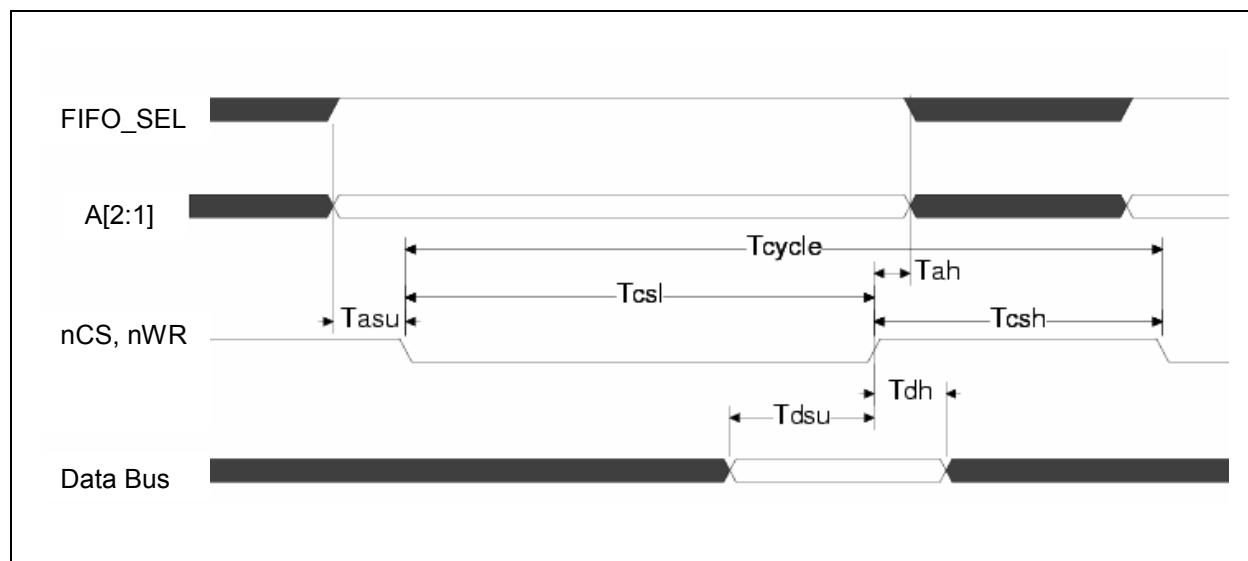 FIFO_SEL
A[2:1]
Tcycle
Tah
Tcsl
Tasu
Tcsh
nCS, nWR
Tdh
Tdsu
Data Bus